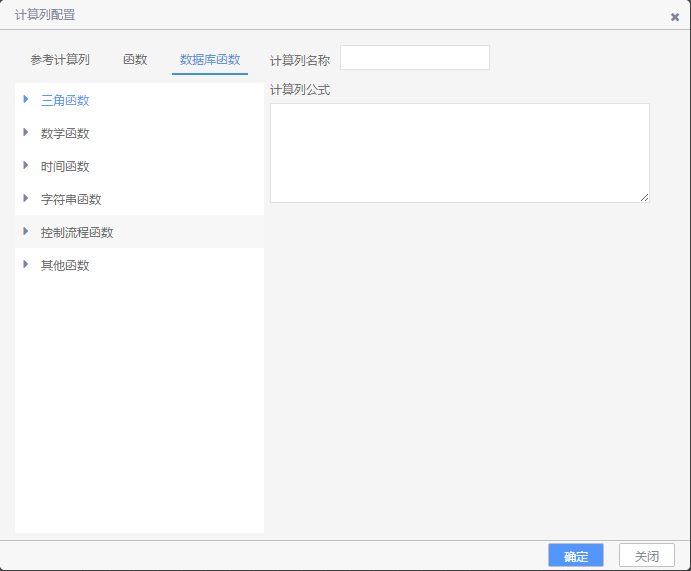 计算列配置
参考计算列 函数 数据库函数
计算列名称
计算列公式
三角函数
数学函数
时间函数
字符串函数
控制流程函数
其他函数
确定 关闭